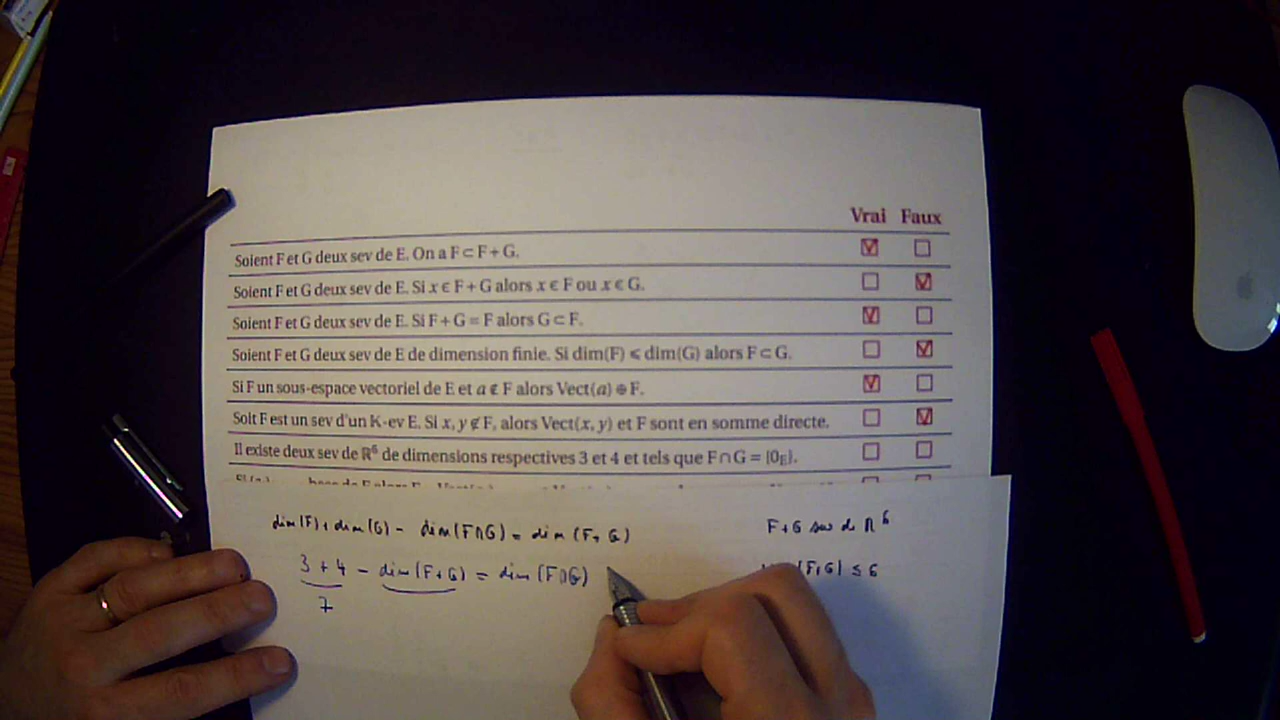 Vrai Faux
Soient F et G deux sev de E. On a F ⊂ F + G.
Soient F et G deux sev de E. Si x ∈ F + G alors x ∈ F ou x ∈ G.
Soient F et G deux sev de E. Si F + G = F alors G ⊂ F.
Soient F et G deux sev de E de dimension finie. Si dim(F) ⩽ dim(G) alors F ⊂ G.
Si F un sous-espace vectoriel de E et a ∉ F alors Vect(a) ⊕ F.
Soit F est un sev d'un K-ev E. Si x, y ∉ F, alors Vect(x, y) et F sont en somme directe.
Il existe deux sev de ℝ⁶ de dimensions respectives 3 et 4 et tels que F ∩ G = {0_E}.
dim(F) + dim(G) - dim(F∩G) = dim(F+G)
F+G sev de ℝ⁶
3 + 4 - dim(F+G) = dim(F∩G)
(F+G) ≤ 6
7